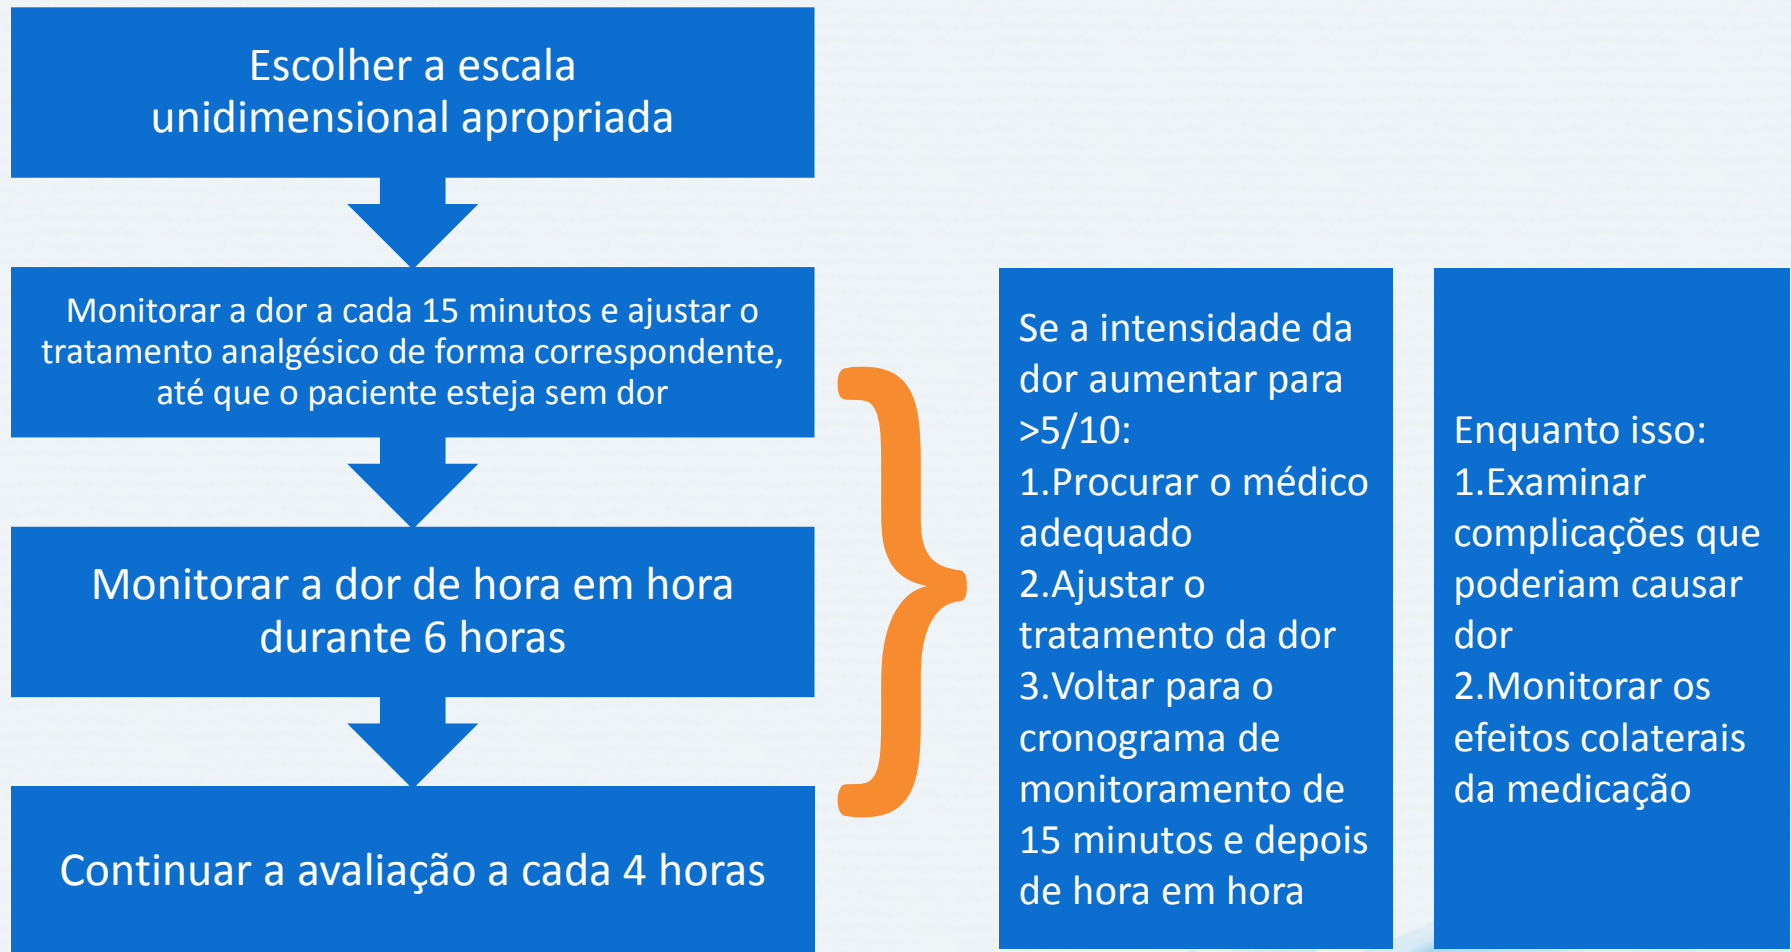 Escolher a escala
unidimensional apropriada
Monitorar a dor a cada 15 minutos e ajustar o
tratamento analgésico de forma correspondente,
até que o paciente esteja sem dor
Monitorar a dor de hora em hora
durante 6 horas
Continuar a avaliação a cada 4 horas
Se a intensidade da
dor aumentar para
>5/10:
1.Procurar o médico
adequado
2.Ajustar o
tratamento da dor
3.Voltar para o
cronograma de
monitoramento de
15 minutos e depois
de hora em hora
Enquanto isso:
1.Examinar
complicações que
poderiam causar
dor
2.Monitorar os
efeitos colaterais
da medicação